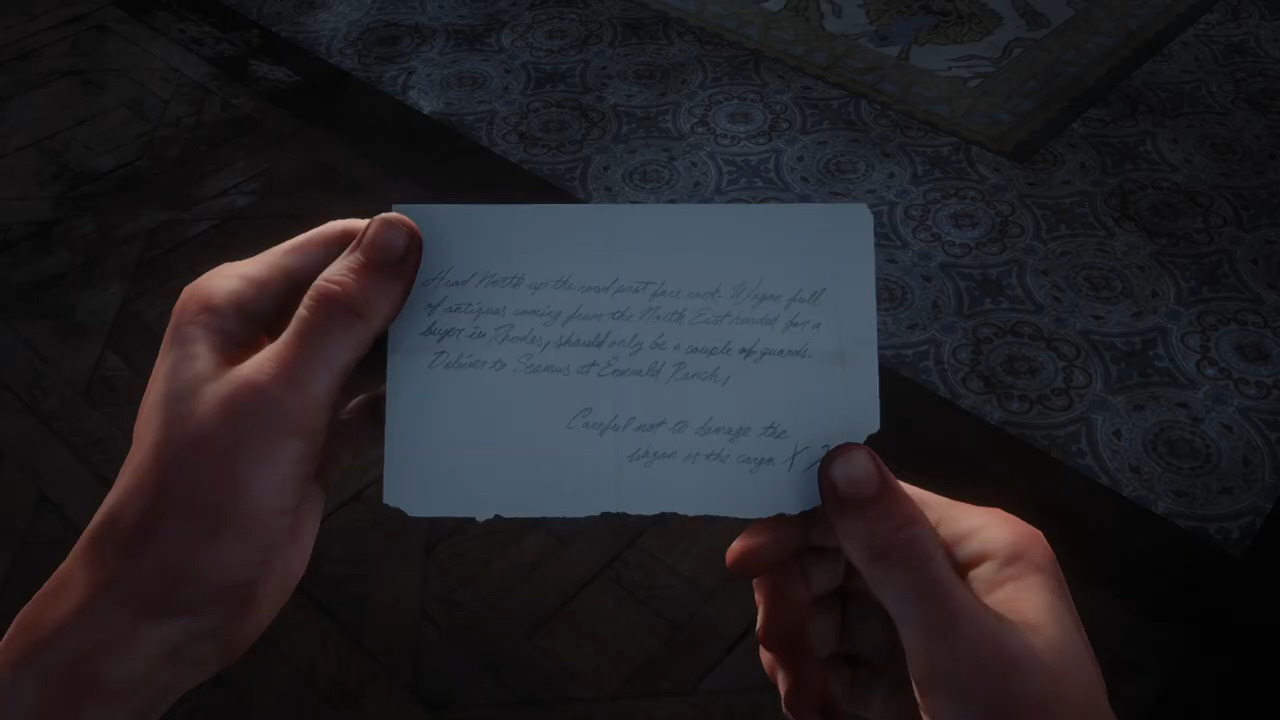 Head North up the road past face rock. Wagon full
of antiques coming from the North East needed for a
buyer in Rhodes, should only be a couple of guards.
Deliver to Seamus at Emerald Ranch,
Careful not to damage the
Wagon or the cargo. X